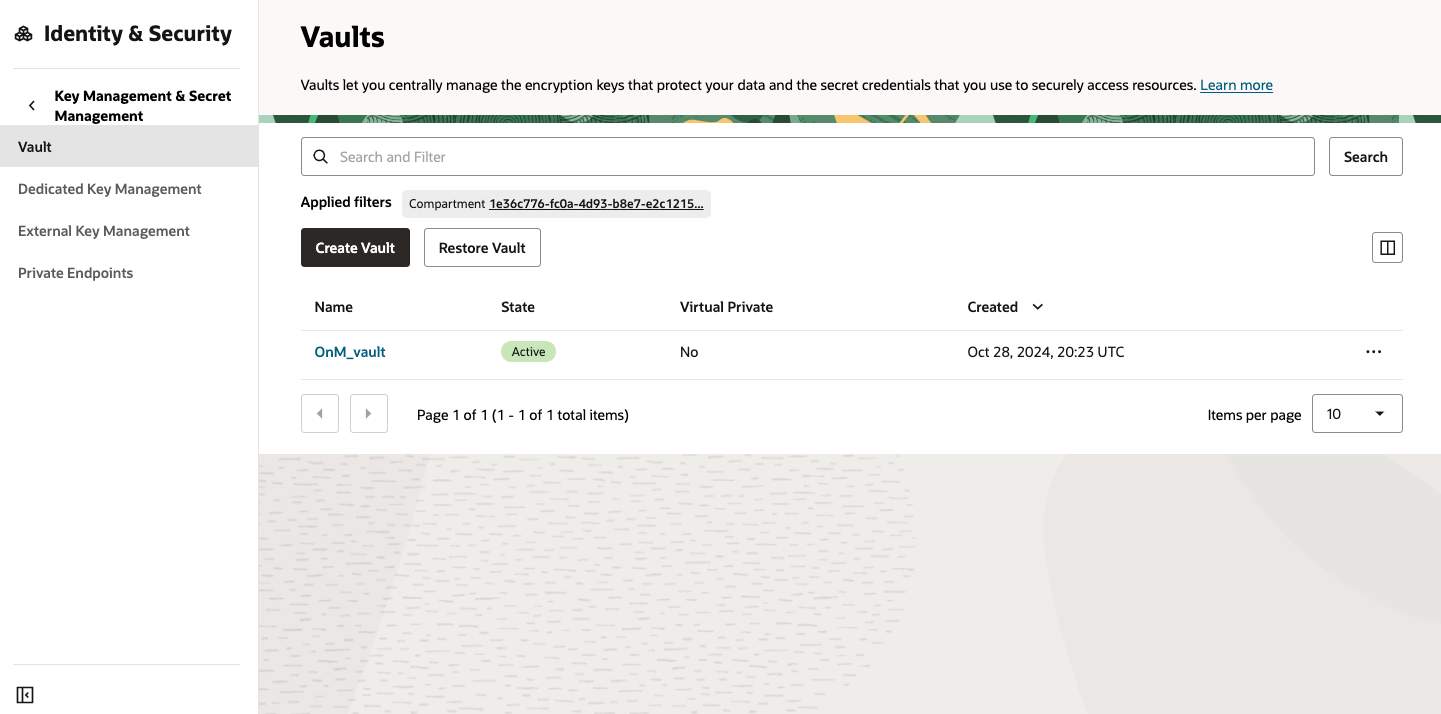 Identity & Security
Key Management & Secret
Management
Vault
Dedicated Key Management
External Key Management
Private Endpoints
Vaults
Vaults let you centrally manage the encryption keys that protect your data and the secret credentials that you use to securely access resources. Learn more
Search and Filter
Search
Applied filters Compartment 1e36c776-fc0a-4d93-b8e7-e2c1215...
Create Vault Restore Vault
Name State Virtual Private Created
OnM_vault Active No Oct 28, 2024, 20:23 UTC
Page 1 of 1 (1 - 1 of 1 total items) Items per page 10